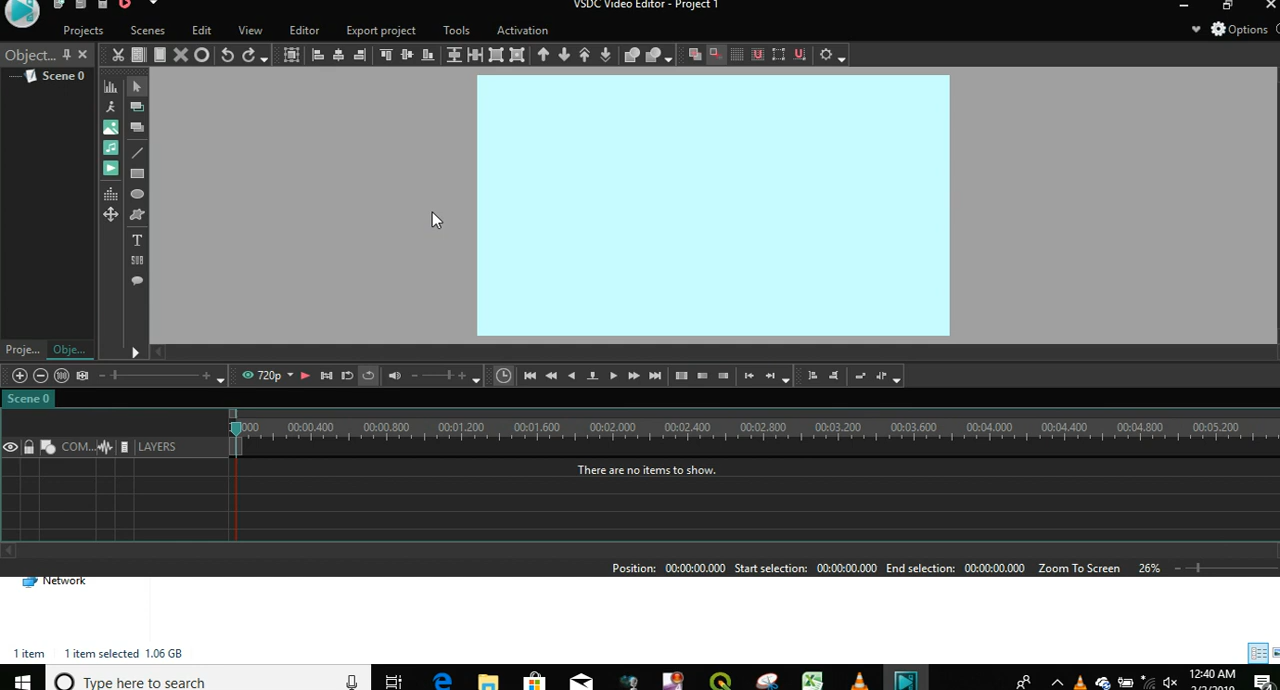 VSDC Video Editor - Project 1
Projects Scenes Edit View Editor Export project Tools Activation Options
Object...
Scene 0
T
SUB
Proje... Obje...
100 720p
Scene 0
000 00:00.400 00:00.800 00:01.200 00:01.600 00:02.000 00:02.400 00:02.800 00:03.200 00:03.600 00:04.000 00:04.400 00:04.800 00:05.200
COM... LAYERS
There are no items to show.
Position: 00:00:00.000 Start selection: 00:00:00.000 End selection: 00:00:00.000 Zoom To Screen 26%
Network
1 item 1 item selected 1.06 GB
Type here to search
12:40 AM